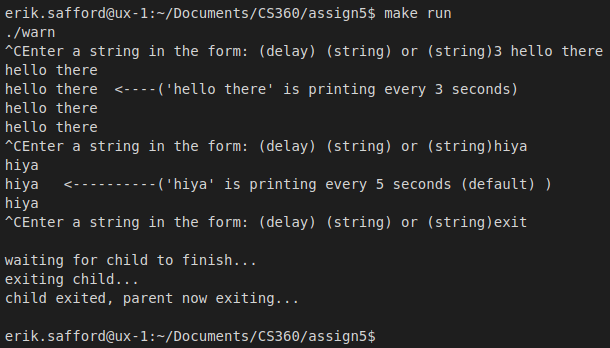 erik.safford@ux-1:~/Documents/CS360/assign5$ make run
./warn
^CEnter a string in the form: (delay) (string) or (string)3 hello there
hello there
hello there  <----('hello there' is printing every 3 seconds)
hello there
hello there
^CEnter a string in the form: (delay) (string) or (string)hiya
hiya
hiya   <----------('hiya' is printing every 5 seconds (default) )
hiya
^CEnter a string in the form: (delay) (string) or (string)exit
waiting for child to finish...
exiting child...
child exited, parent now exiting...
erik.safford@ux-1:~/Documents/CS360/assign5$